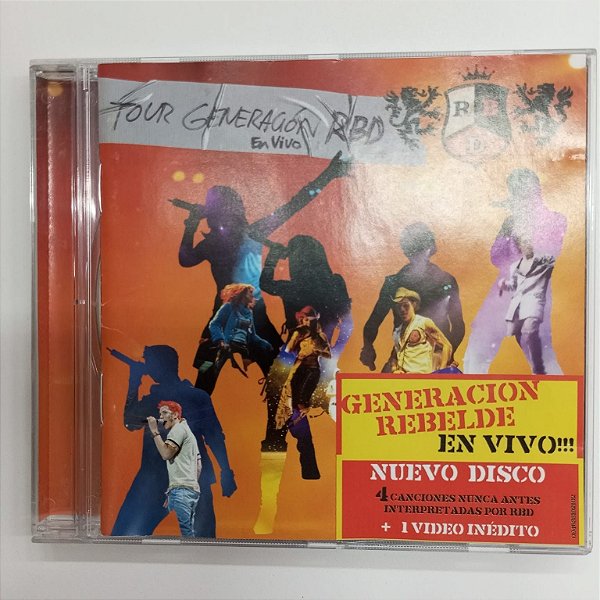 TOUR GENERACIÓN RBD
En Vivo
R B
D
GENERACION
REBELDE
EN VIVO!!!
NUEVO DISCO
4 CANCIONES NUNCA ANTES
INTERPRETADAS POR RBD
+ 1 VIDEO INÉDITO